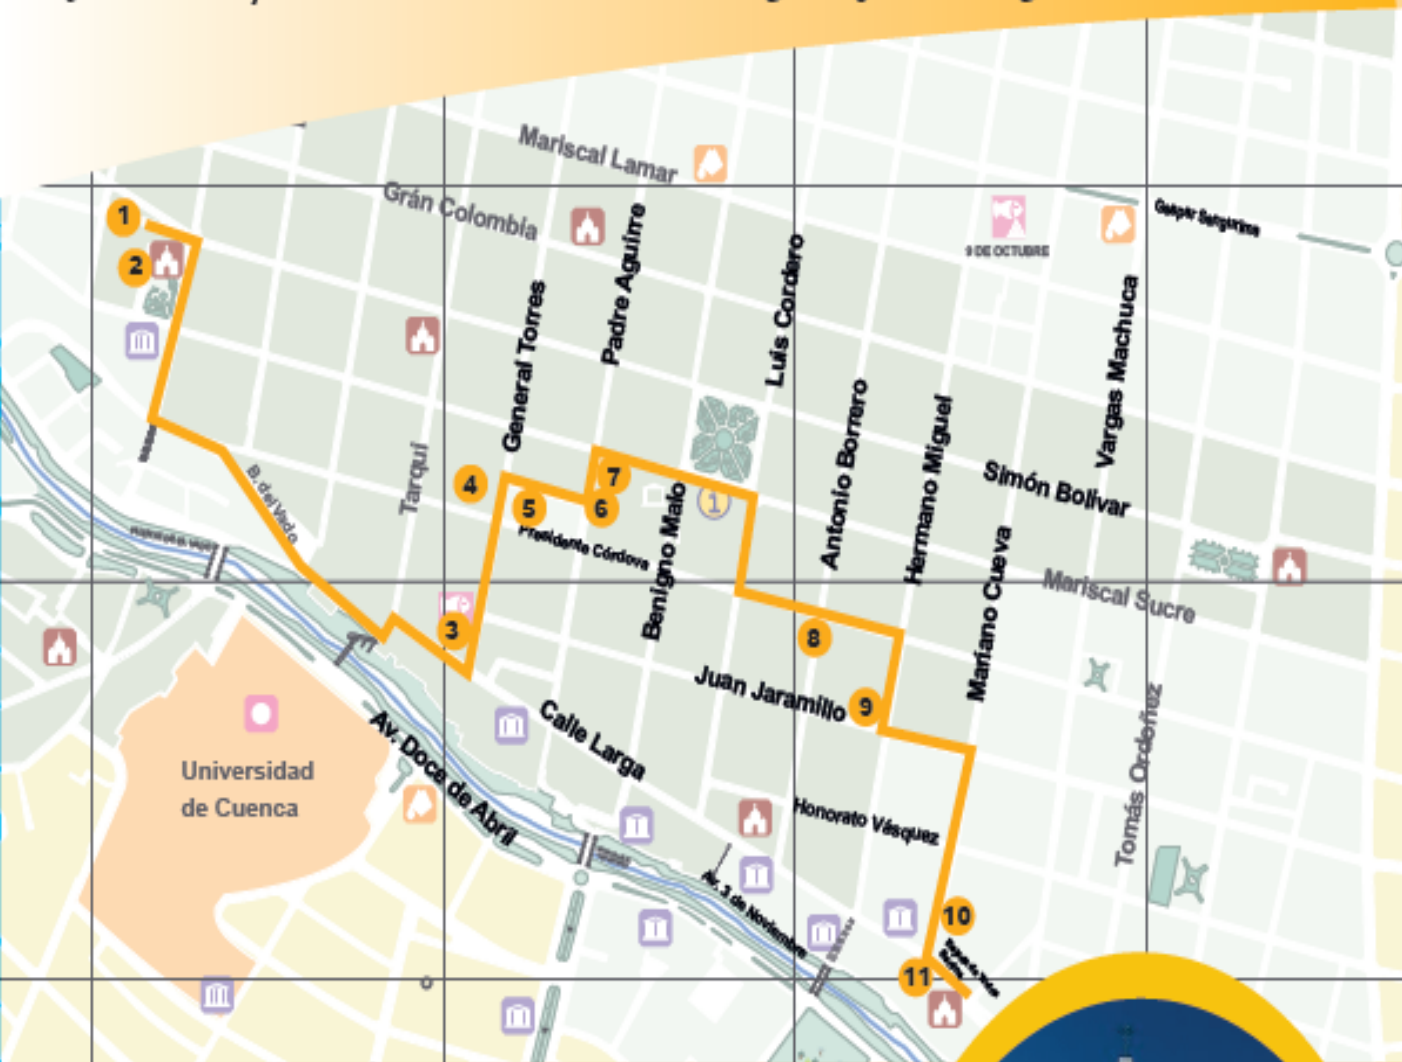 Mariscal Lamar
Grán Colombia
Gaspar Sangurima
9 DE OCTUBRE
1
2
General Torres
Padre Aguirre
Luis Cordero
Vargas Machuca
Tarqui
B. del Vado
4
5
7
6
1
Presidente Córdova
Benigno Malo
Antonio Borrero
Hermano Miguel
Simón Bolivar
Mariano Cueva
Mariscal Sucre
3
8
9
Juan Jaramillo
Calle Larga
Av. Doce de Abril
Universidad
de Cuenca
Tomás Ordoñez
Honorato Vásquez
Av. 3 de Noviembre
10
11